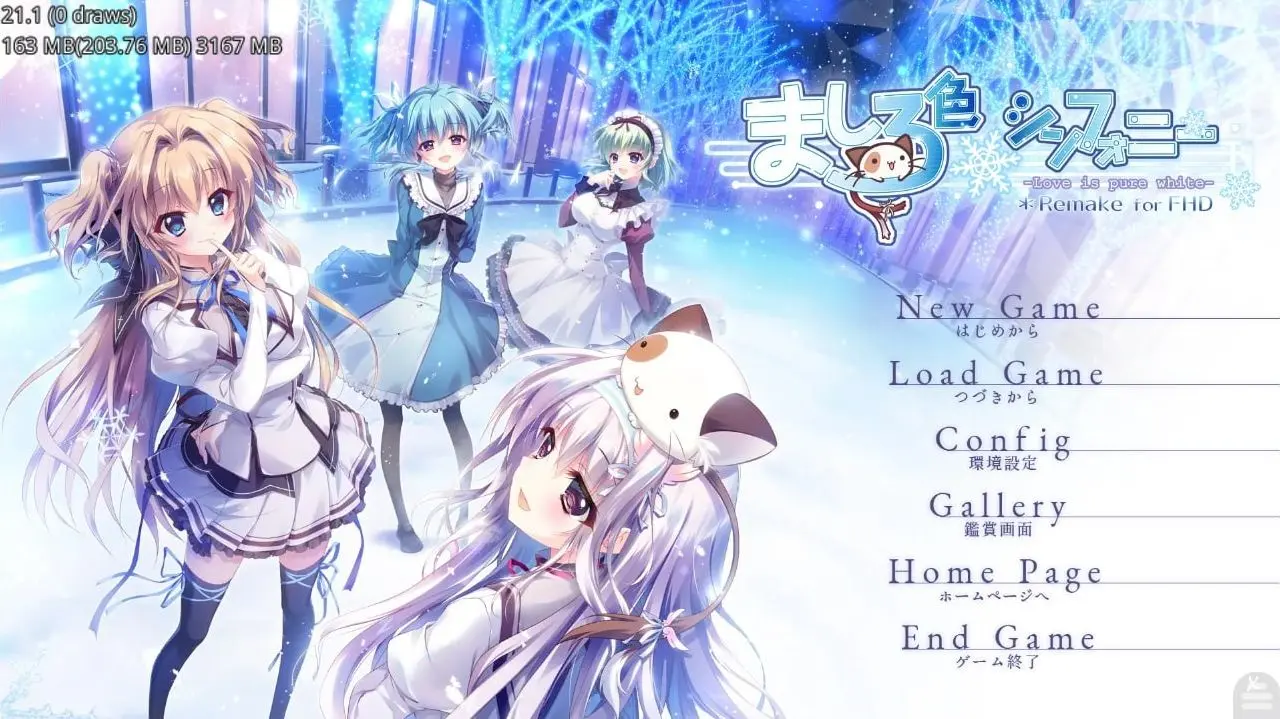 21.1 (0 draws)
163 MB(203.76 MB) 3167 MB
ましろ色
シンフォニー
-Love is pure white-
*Remake for FHD
New Game
はじめから
Load Game
つづきから
Config
環境設定
Gallery
鑑賞画面
Home Page
ホームページへ
End Game
ゲーム終了